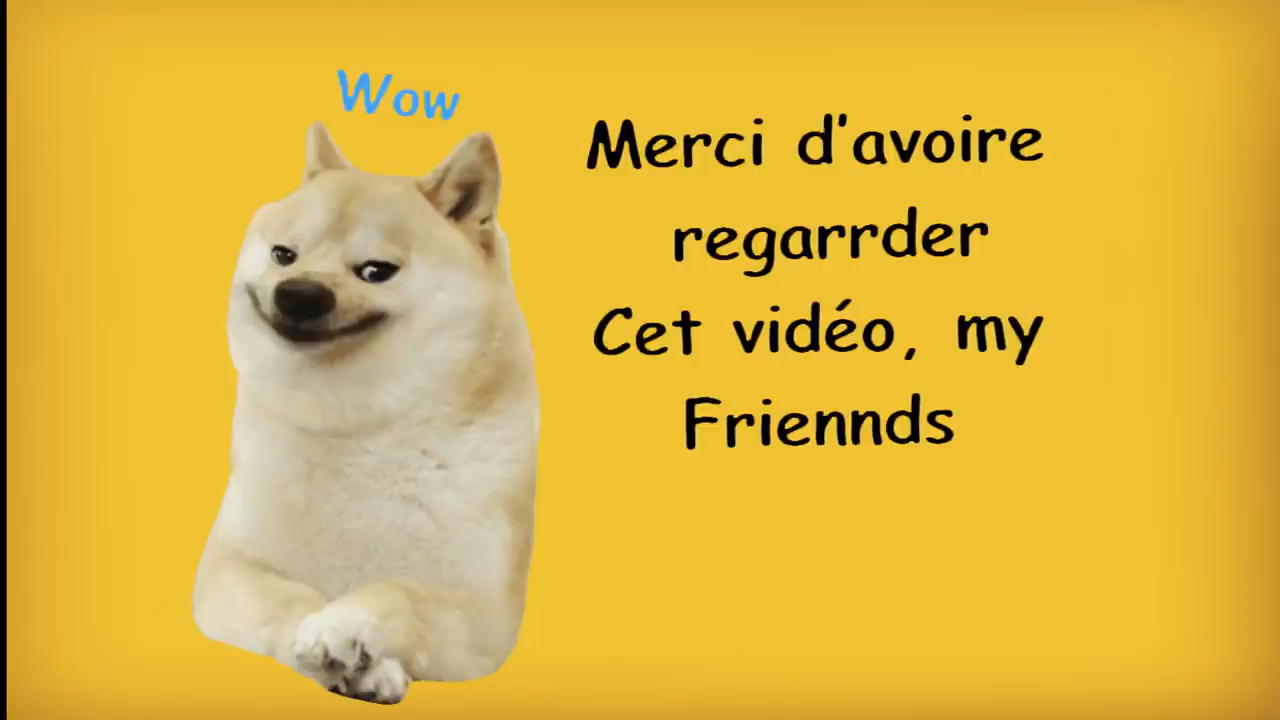 Wow
Merci d'avoire
regarrder
Cet vidéo, my
Friennds